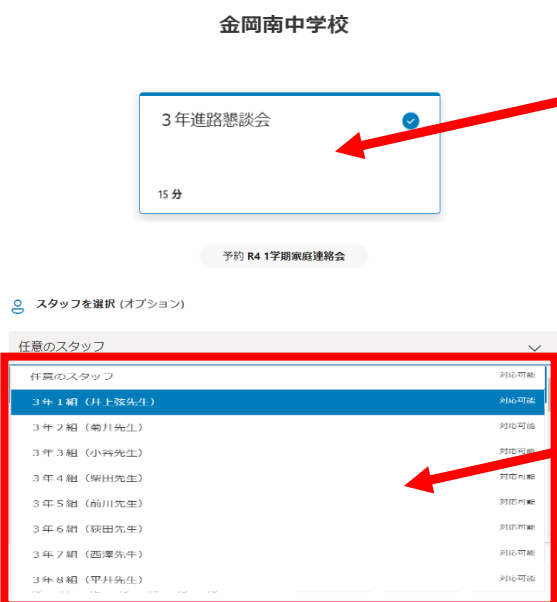 金岡南中学校
3年進路懇談会
15 分
予約 R4 1学期家庭連絡会
スタッフを選択 (オプション)
任意のスタッフ
任意のスタッフ 対応可能
3年1組（井上弦先生） 対応可能
3年2組（菊井先生） 対応可能
3年3組（小谷先生） 対応可能
3年4組（柴田先生） 対応可能
3年5組（前川先生） 対応可能
3年6組（荻田先生） 対応可能
3年7組（西澤先生） 対応可能
3年8組（平井先生） 対応可能